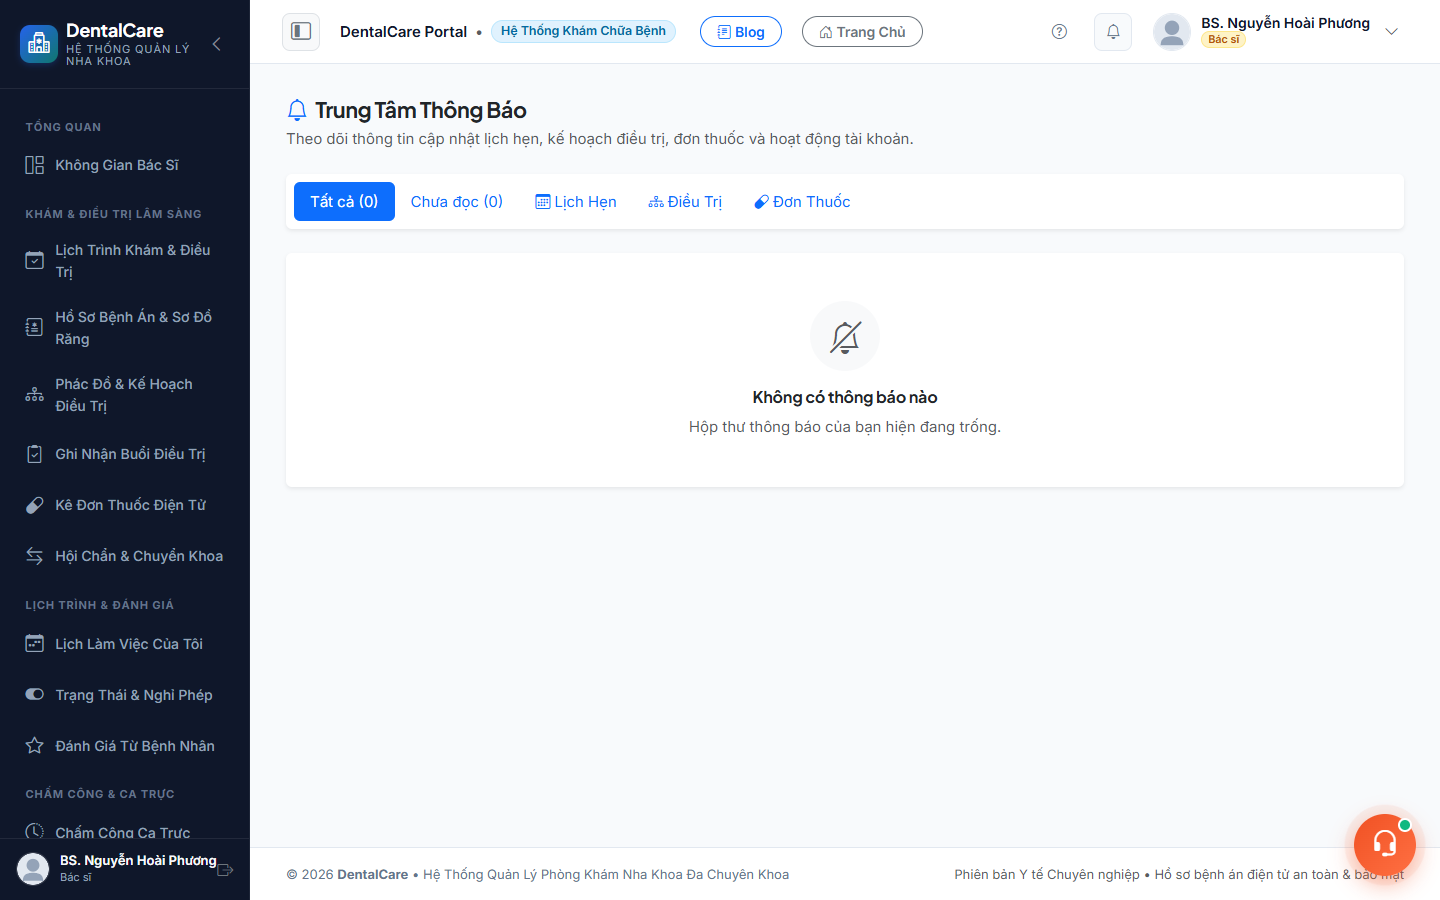 DentalCare
HỆ THỐNG QUẢN LÝ
NHA KHOA
TỔNG QUAN
Không Gian Bác Sĩ
KHÁM & ĐIỀU TRỊ LÂM SÀNG
Lịch Trình Khám & Điều
Trị
Hồ Sơ Bệnh Án & Sơ Đồ
Răng
Phác Đồ & Kế Hoạch
Điều Trị
Ghi Nhận Buổi Điều Trị
Kê Đơn Thuốc Điện Tử
Hội Chẩn & Chuyển Khoa
LỊCH TRÌNH & ĐÁNH GIÁ
Lịch Làm Việc Của Tôi
Trạng Thái & Nghỉ Phép
Đánh Giá Từ Bệnh Nhân
CHẤM CÔNG & CA TRỰC
Chấm Công Ca Trực
BS. Nguyễn Hoài Phương
Bác sĩ
DentalCare Portal • Hệ Thống Khám Chữa Bệnh
Blog
Trang Chủ
BS. Nguyễn Hoài Phương
Bác sĩ
Trung Tâm Thông Báo
Theo dõi thông tin cập nhật lịch hẹn, kế hoạch điều trị, đơn thuốc và hoạt động tài khoản.
Tất cả (0) Chưa đọc (0) Lịch Hẹn Điều Trị Đơn Thuốc
Không có thông báo nào
Hộp thư thông báo của bạn hiện đang trống.
© 2026 DentalCare • Hệ Thống Quản Lý Phòng Khám Nha Khoa Đa Chuyên Khoa
Phiên bản Y tế Chuyên nghiệp • Hồ sơ bệnh án điện tử an toàn & bảo mật